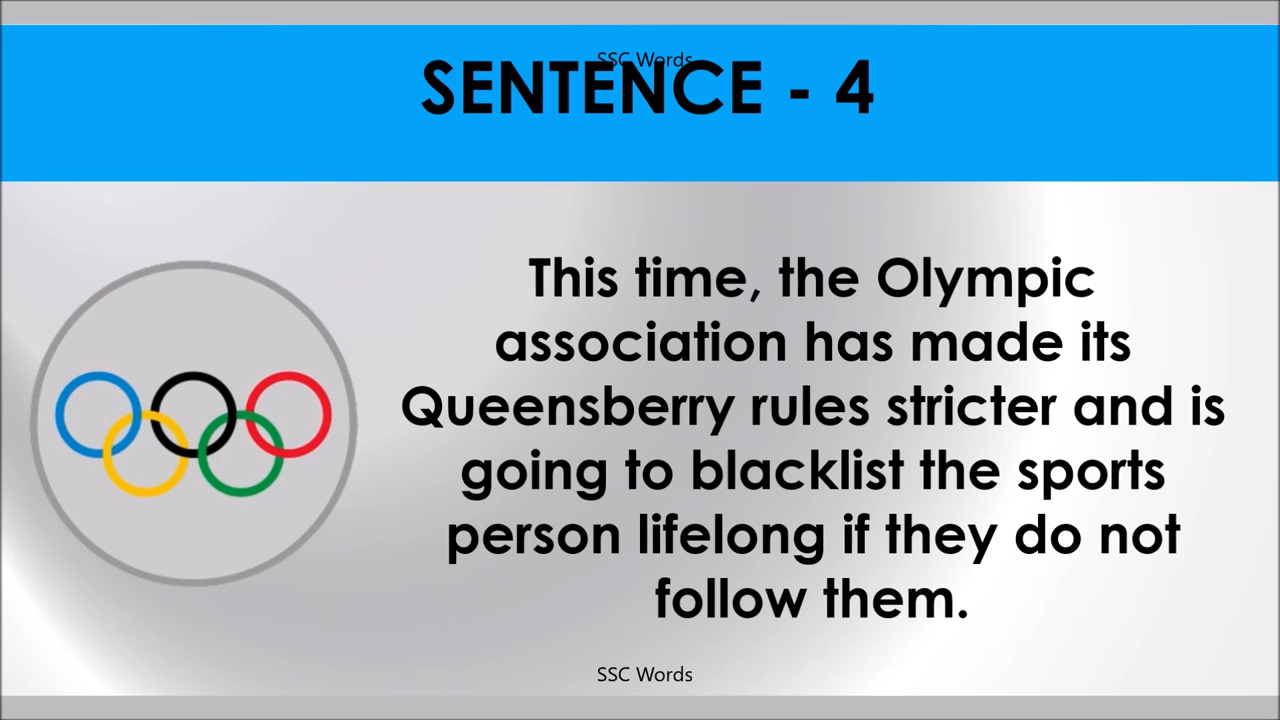 SSC Words
SENTENCE - 4
This time, the Olympic
association has made its
Queensberry rules stricter and is
going to blacklist the sports
person lifelong if they do not
follow them.
SSC Words